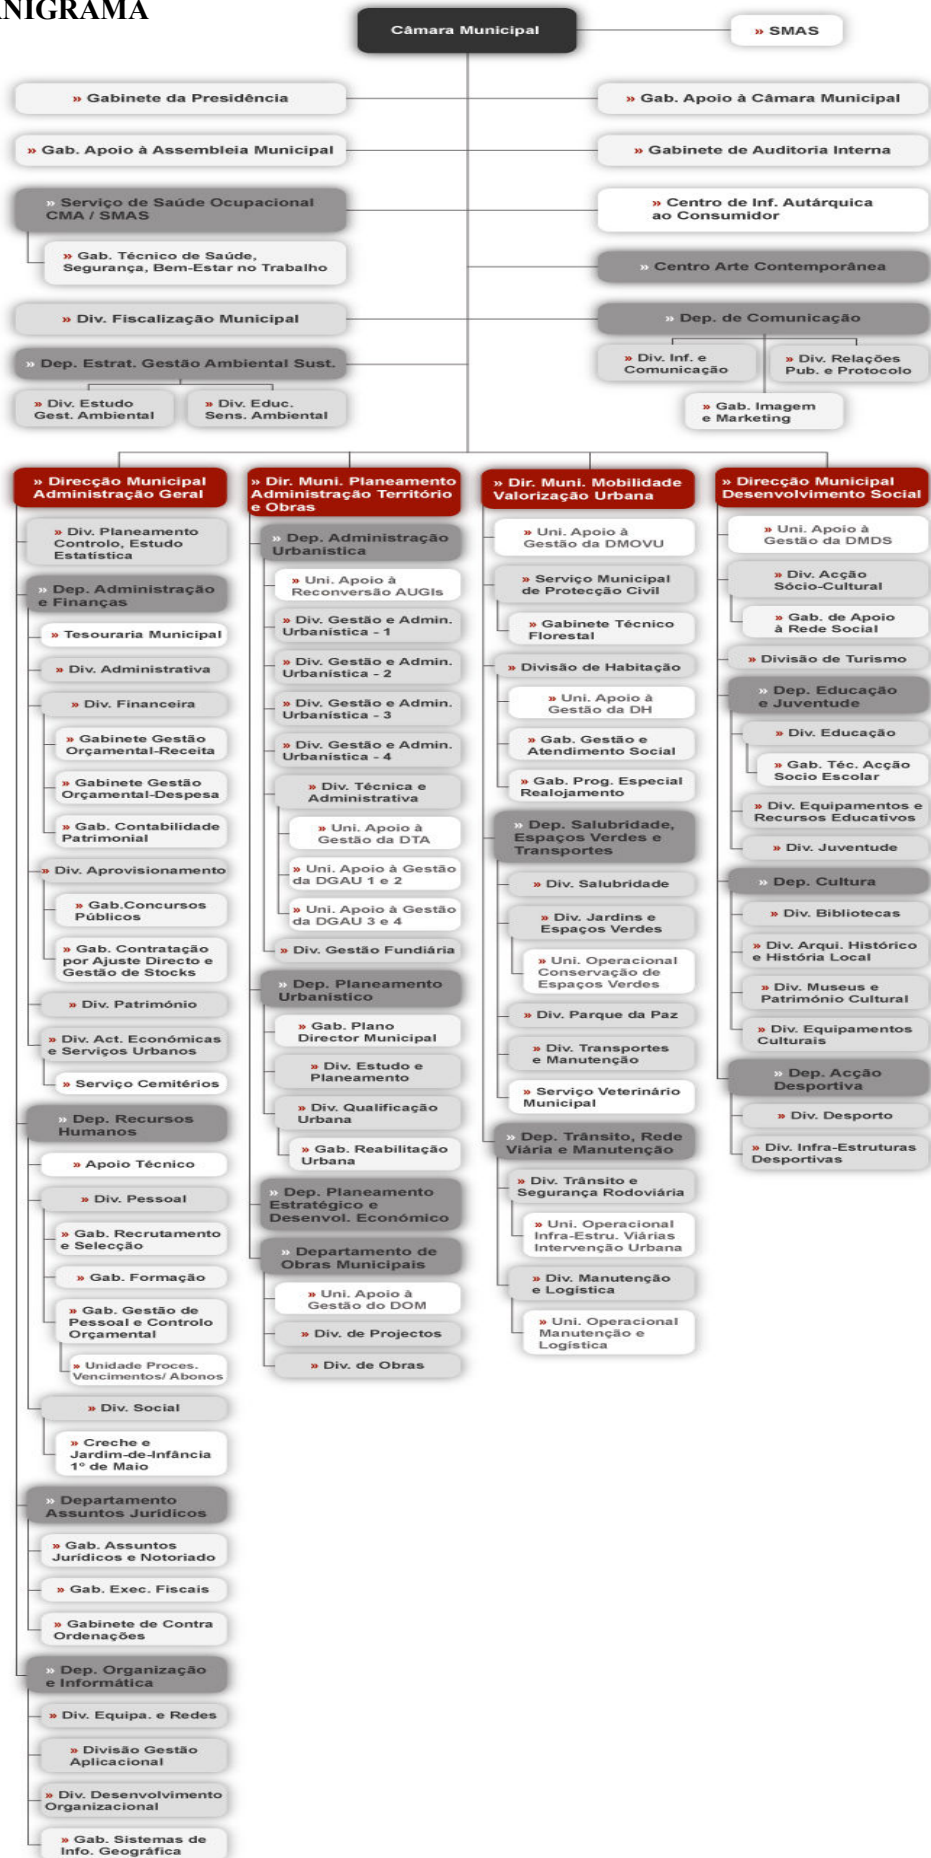 ANIGRAMA
Câmara Municipal
» SMAS
» Gabinete da Presidência
» Gab. Apoio à Câmara Municipal
» Gab. Apoio à Assembleia Municipal
» Gabinete de Auditoria Interna
» Serviço de Saúde Ocupacional
CMA / SMAS
» Centro de Inf. Autárquica
ao Consumidor
» Gab. Técnico de Saúde,
Segurança, Bem-Estar no Trabalho
» Centro Arte Contemporânea
» Div. Fiscalização Municipal
» Dep. de Comunicação
» Dep. Estrat. Gestão Ambiental Sust.
» Div. Inf. e
Comunicação
» Div. Relações
Pub. e Protocolo
» Div. Estudo
Gest. Ambiental
» Div. Educ.
Sens. Ambiental
» Gab. Imagem
e Marketing
» Direcção Municipal
Administração Geral
» Div. Planeamento
Controlo, Estudo
Estatística
» Dep. Administração
e Finanças
» Tesouraria Municipal
» Div. Administrativa
» Div. Financeira
» Gabinete Gestão
Orçamental-Receita
» Gabinete Gestão
Orçamental-Despesa
» Gab. Contabilidade
Patrimonial
» Div. Aprovisionamento
» Gab.Concursos
Públicos
» Gab. Contratação
por Ajuste Directo e
Gestão de Stocks
» Div. Património
» Div. Act. Económicas
e Serviços Urbanos
» Serviço Cemitérios
» Dep. Recursos
Humanos
» Apoio Técnico
» Div. Pessoal
» Gab. Recrutamento
e Selecção
» Gab. Formação
» Gab. Gestão de
Pessoal e Controlo
Orçamental
» Unidade Proces.
Vencimentos/ Abonos
» Div. Social
» Creche e
Jardim-de-Infância
1º de Maio
» Departamento
Assuntos Jurídicos
» Gab. Assuntos
Jurídicos e Notoriado
» Gab. Exec. Fiscais
» Gabinete de Contra
Ordenações
» Dep. Organização
e Informática
» Div. Equipa. e Redes
» Divisão Gestão
Aplicacional
» Div. Desenvolvimento
Organizacional
» Gab. Sistemas de
Info. Geográfica
» Dir. Muni. Planeamento
Administração Território
e Obras
» Dep. Administração
Urbanística
» Uni. Apoio à
Reconversão AUGIs
» Div. Gestão e Admin.
Urbanística - 1
» Div. Gestão e Admin.
Urbanística - 2
» Div. Gestão e Admin.
Urbanística - 3
» Div. Gestão e Admin.
Urbanística - 4
» Div. Técnica e
Administrativa
» Uni. Apoio à
Gestão da DTA
» Uni. Apoio à Gestão
da DGAU 1 e 2
» Uni. Apoio à Gestão
da DGAU 3 e 4
» Div. Gestão Fundiária
» Dep. Planeamento
Urbanístico
» Gab. Plano
Director Municipal
» Div. Estudo e
Planeamento
» Div. Qualificação
Urbana
» Gab. Reabilitação
Urbana
» Dep. Planeamento
Estratégico e
Desenvol. Económico
» Departamento de
Obras Municipais
» Uni. Apoio à
Gestão do DOM
» Div. de Projectos
» Div. de Obras
» Dir. Muni. Mobilidade
Valorização Urbana
» Uni. Apoio à
Gestão da DMOVU
» Serviço Municipal
de Protecção Civil
» Gabinete Técnico
Florestal
» Divisão de Habitação
» Uni. Apoio à
Gestão da DH
» Gab. Gestão e
Atendimento Social
» Gab. Prog. Especial
Realojamento
» Dep. Salubridade,
Espaços Verdes e
Transportes
» Div. Salubridade
» Div. Jardins e
Espaços Verdes
» Uni. Operacional
Conservação de
Espaços Verdes
» Div. Parque da Paz
» Div. Transportes
e Manutenção
» Serviço Veterinário
Municipal
» Dep. Trânsito, Rede
Viária e Manutenção
» Div. Trânsito e
Segurança Rodoviária
» Uni. Operacional
Infra-Estru. Viárias
Intervenção Urbana
» Div. Manutenção
e Logística
» Uni. Operacional
Manutenção e
Logística
» Direcção Municipal
Desenvolvimento Social
» Uni. Apoio à
Gestão da DMDS
» Div. Acção
Sócio-Cultural
» Gab. de Apoio
à Rede Social
» Divisão de Turismo
» Dep. Educação
e Juventude
» Div. Educação
» Gab. Téc. Acção
Socio Escolar
» Div. Equipamentos e
Recursos Educativos
» Div. Juventude
» Dep. Cultura
» Div. Bibliotecas
» Div. Arqui. Histórico
e História Local
» Div. Museus e
Património Cultural
» Div. Equipamentos
Culturais
» Dep. Acção
Desportiva
» Div. Desporto
» Div. Infra-Estruturas
Desportivas